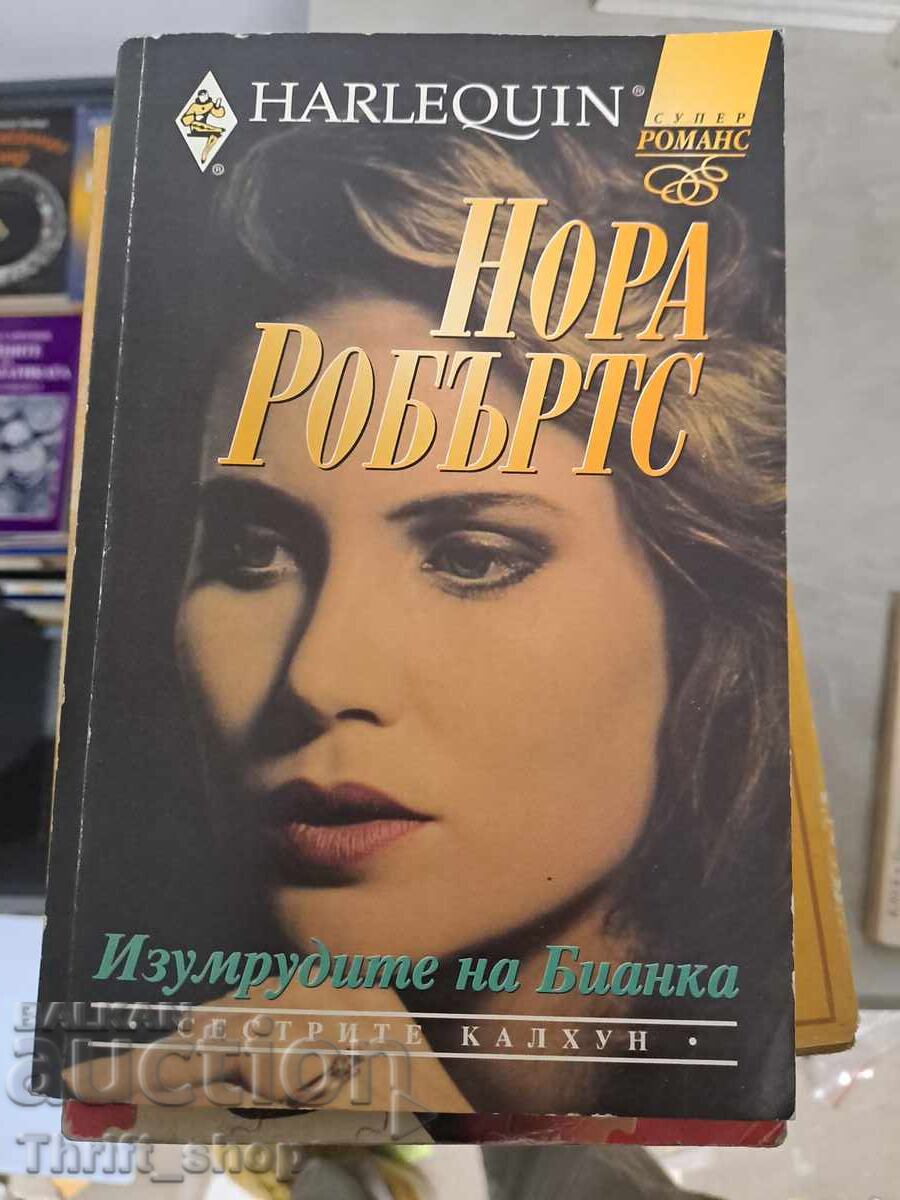 HARLEQUIN®
СУПЕР
РОМАНС
®
НОРА
РОБЪРТС
Изумрудите на Бианка
• СЕСТРИТЕ КАЛХУН •
BALKAN
auction
Thrift_shop